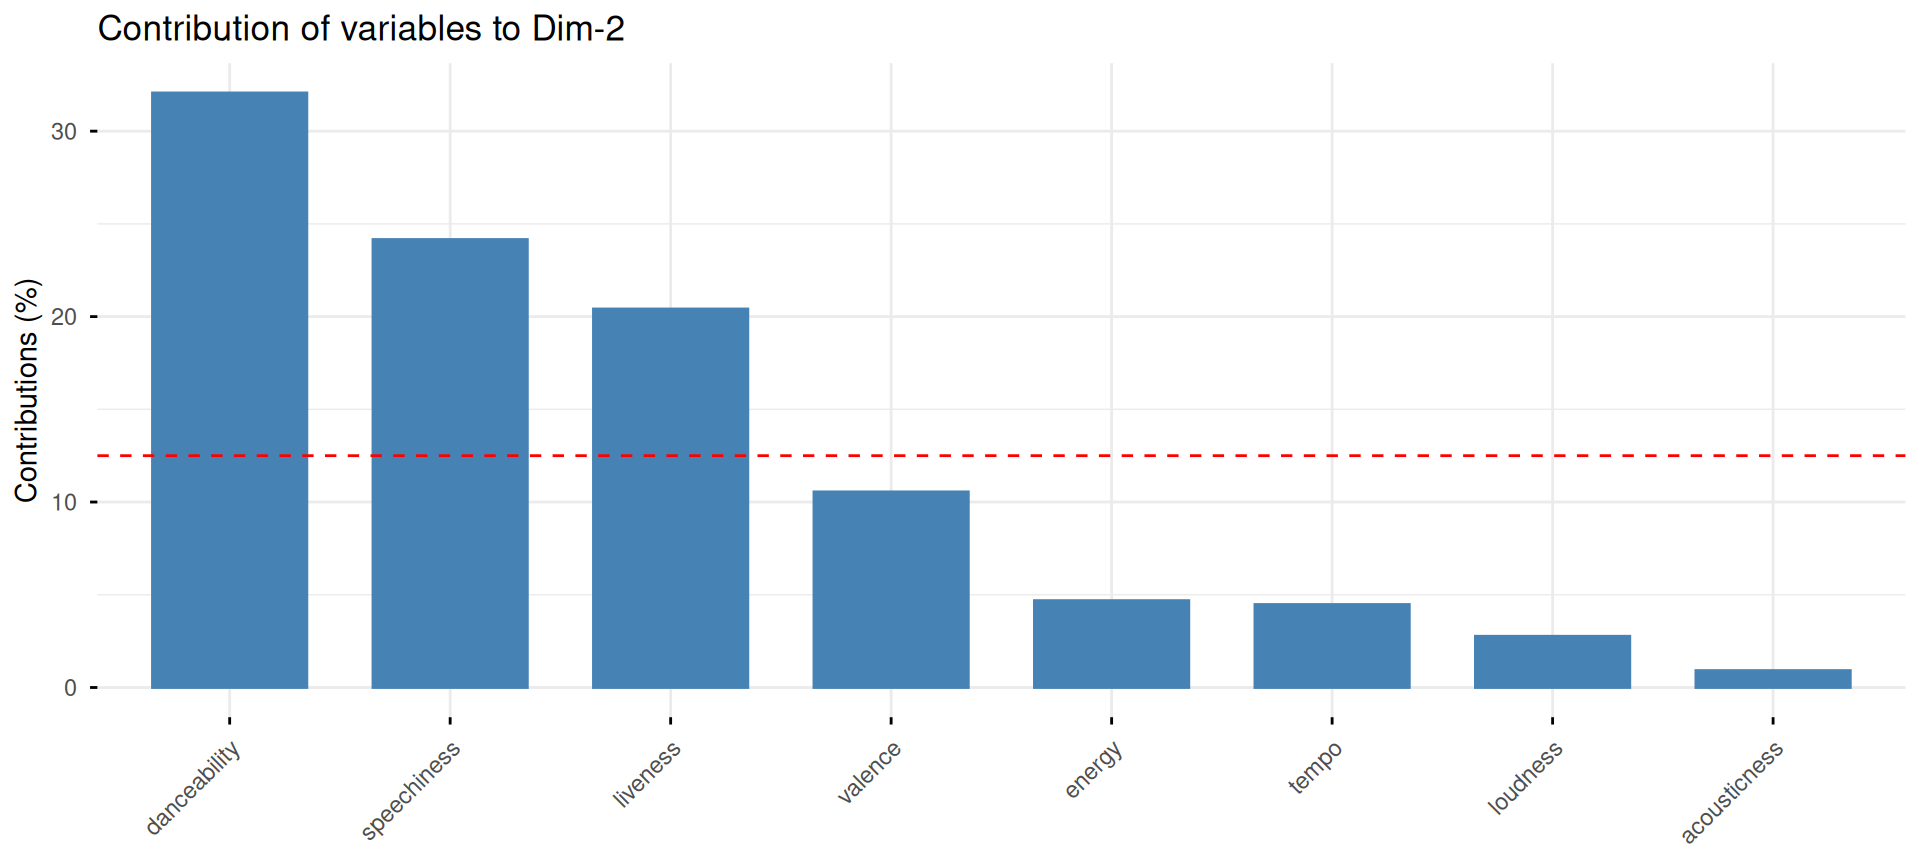 Contribution of variables to Dim-2
Contributions (%)
30
20
10
0
danceability
speechiness
liveness
valence
energy
tempo
loudness
acousticness